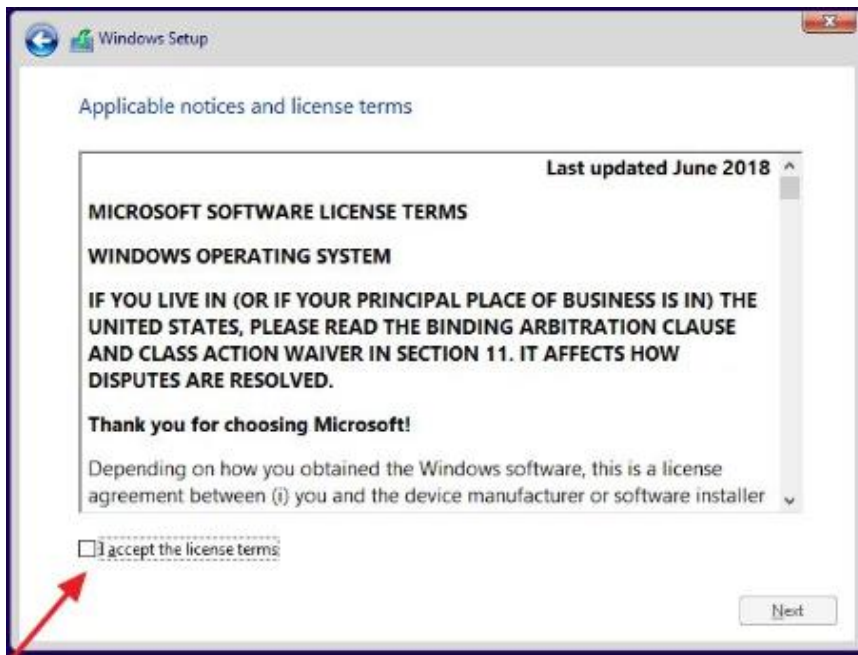 Windows Setup
Applicable notices and license terms
Last updated June 2018
MICROSOFT SOFTWARE LICENSE TERMS
WINDOWS OPERATING SYSTEM
IF YOU LIVE IN (OR IF YOUR PRINCIPAL PLACE OF BUSINESS IS IN) THE
UNITED STATES, PLEASE READ THE BINDING ARBITRATION CLAUSE
AND CLASS ACTION WAIVER IN SECTION 11. IT AFFECTS HOW
DISPUTES ARE RESOLVED.
Thank you for choosing Microsoft!
Depending on how you obtained the Windows software, this is a license
agreement between (i) you and the device manufacturer or software installer
I accept the license terms
Next